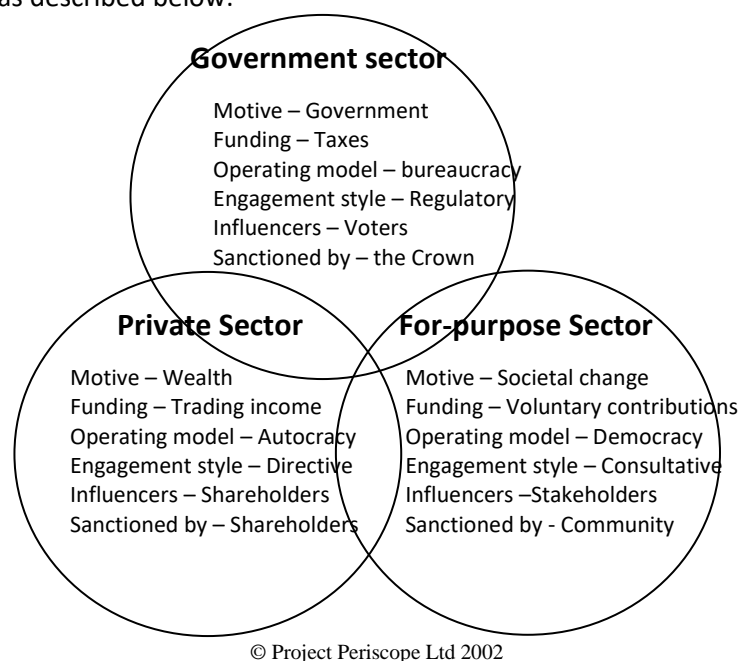 as described below:
Government sector
Motive – Government
Funding – Taxes
Operating model – bureaucracy
Engagement style – Regulatory
Influencers – Voters
Sanctioned by – the Crown
Private Sector
Motive – Wealth
Funding – Trading income
Operating model – Autocracy
Engagement style – Directive
Influencers – Shareholders
Sanctioned by – Shareholders
For-purpose Sector
Motive – Societal change
Funding – Voluntary contributions
Operating model – Democracy
Engagement style – Consultative
Influencers –Stakeholders
Sanctioned by - Community
© Project Periscope Ltd 2002